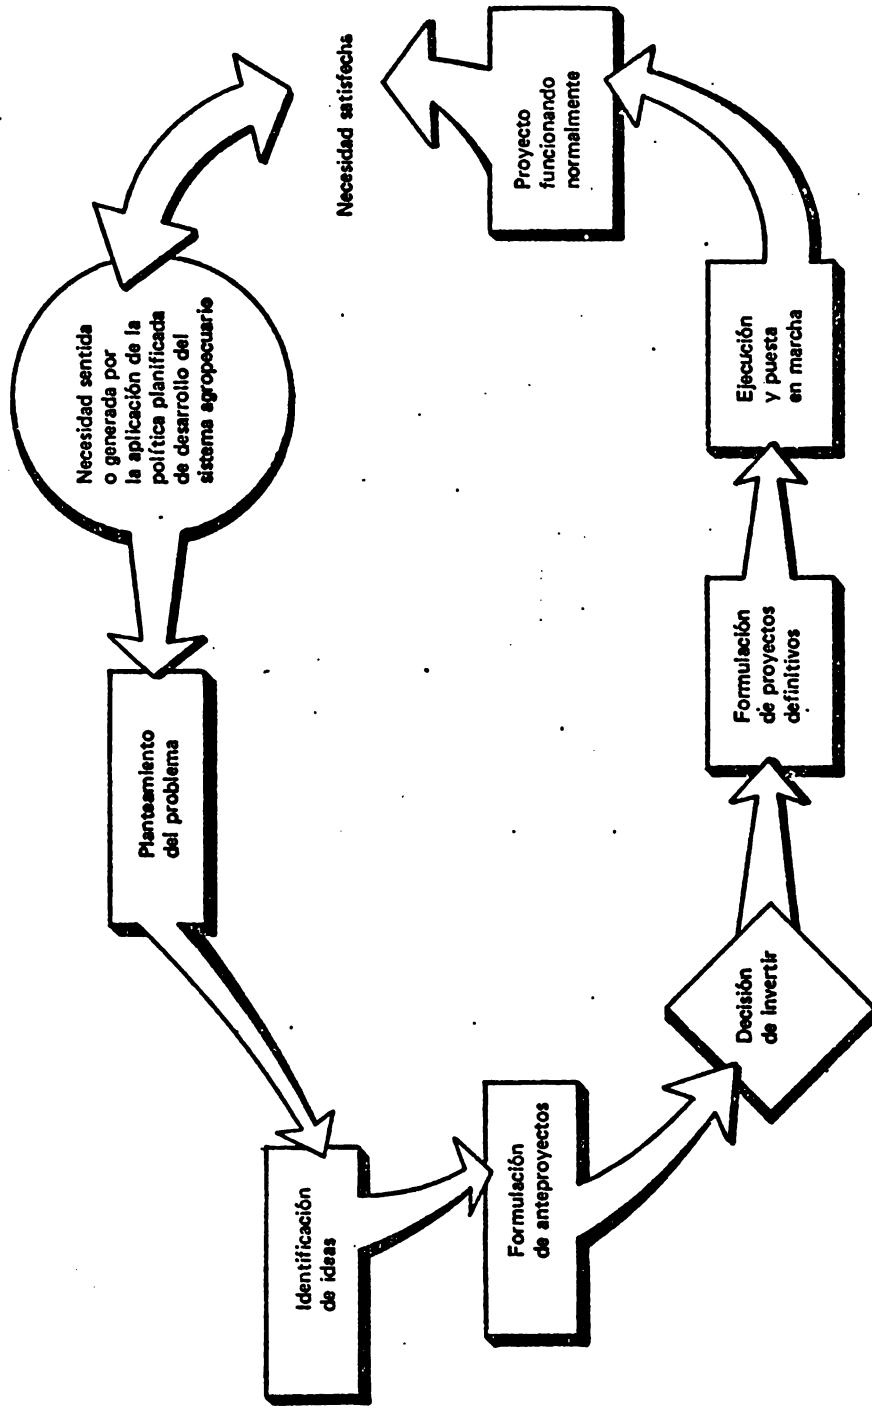 Necesidad sentida
o generada por
la aplicación de la
política planificada
de desarrollo del
sistema agropecuario
Planteamiento
del problema
Identificación
de ideas
Formulación
de anteproyectos
Decisión
de invertir
Formulación
de proyectos
definitivos
Ejecución
y puesta
en marcha
Proyecto
funcionando
normalmente
Necesidad satisfecha